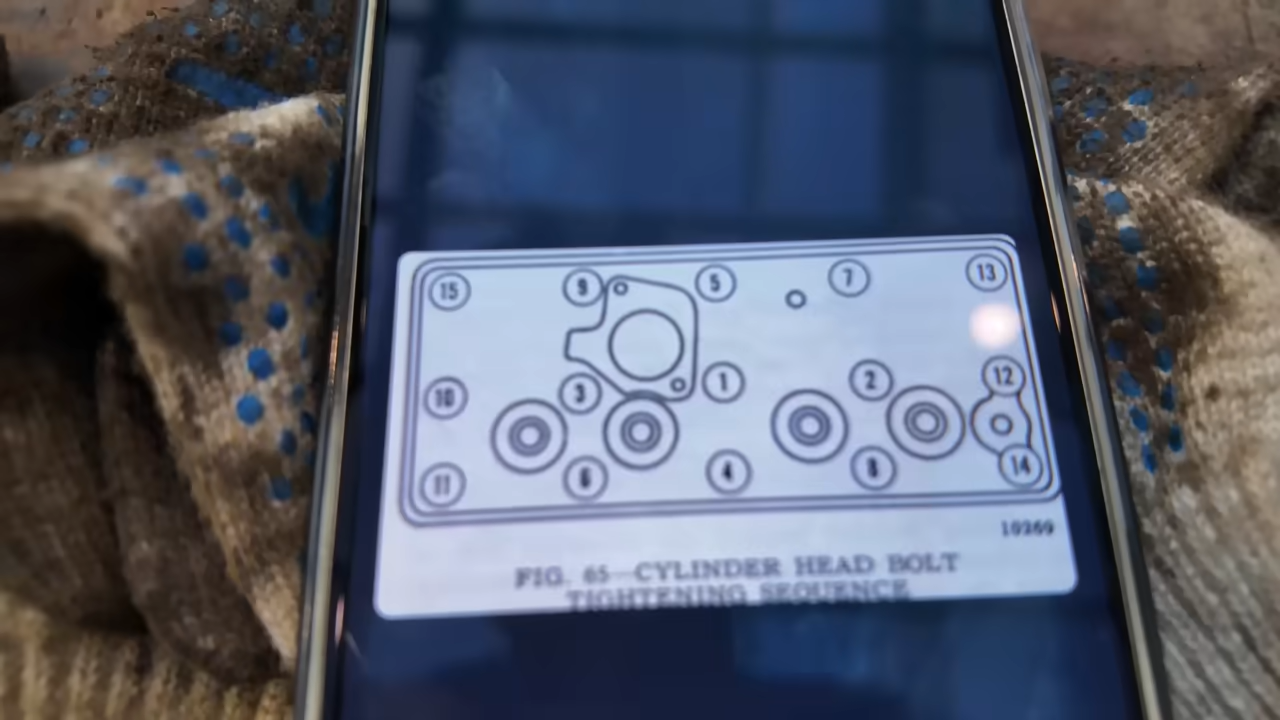 15 9 5 7 13
10 3 1 2 12
11 6 4 8 14
10269
FIG. 65—CYLINDER HEAD BOLT
TIGHTENING SEQUENCE